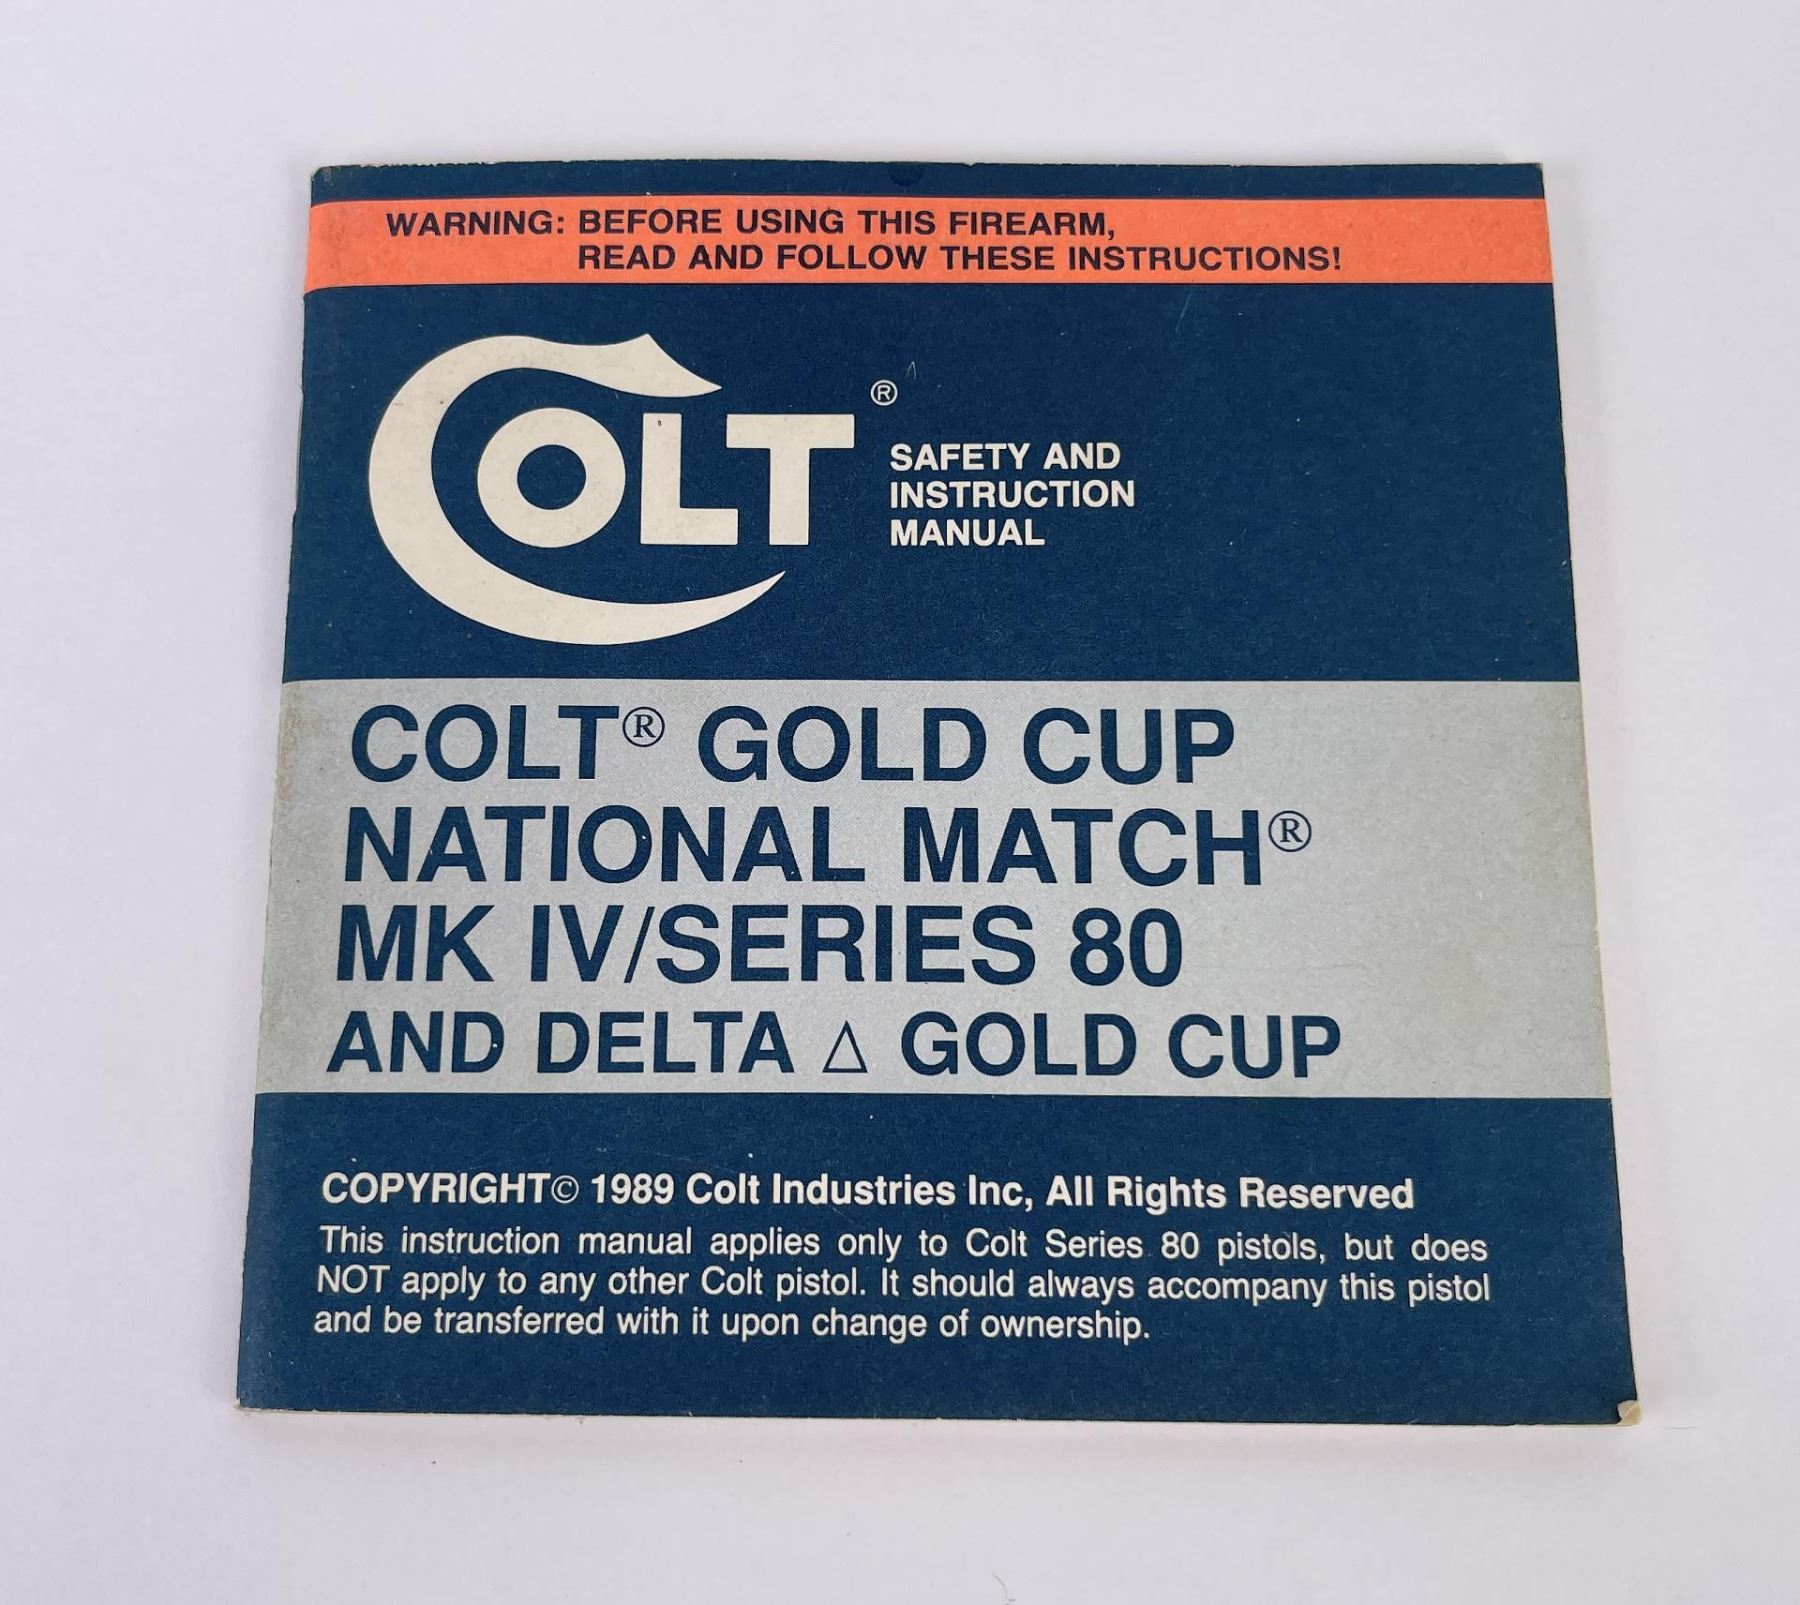 WARNING: BEFORE USING THIS FIREARM,
READ AND FOLLOW THESE INSTRUCTIONS!
COLT®
SAFETY AND
INSTRUCTION
MANUAL
COLT® GOLD CUP
NATIONAL MATCH®
MK IV/SERIES 80
AND DELTA Δ GOLD CUP
COPYRIGHT© 1989 Colt Industries Inc, All Rights Reserved
This instruction manual applies only to Colt Series 80 pistols, but does
NOT apply to any other Colt pistol. It should always accompany this pistol
and be transferred with it upon change of ownership.